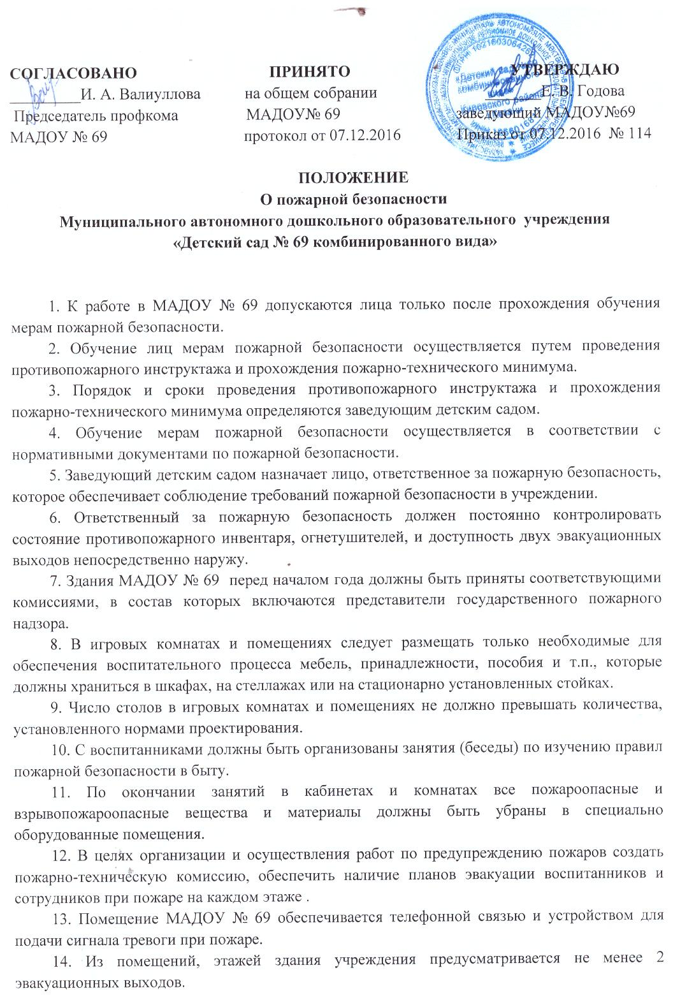 СОГЛАСОВАНО ПРИНЯТО УТВЕРЖДАЮ
___________И. А. Валиуллова на общем собрании _________Е. В. Годова
Председатель профкома МАДОУ№ 69 заведующий МАДОУ№69
МАДОУ № 69 протокол от 07.12.2016 Приказ от 07.12.2016 № 114
«Детский сад №69
комбинированного
вида»
Кировского района
ПОЛОЖЕНИЕ
О пожарной безопасности
Муниципального автономного дошкольного образовательного учреждения
«Детский сад № 69 комбинированного вида»
1. К работе в МАДОУ № 69 допускаются лица только после прохождения обучения
мерам пожарной безопасности.
2. Обучение лиц мерам пожарной безопасности осуществляется путем проведения
противопожарного инструктажа и прохождения пожарно-технического минимума.
3. Порядок и сроки проведения противопожарного инструктажа и прохождения
пожарно-технического минимума определяются заведующим детским садом.
4. Обучение мерам пожарной безопасности осуществляется в соответствии с
нормативными документами по пожарной безопасности.
5. Заведующий детским садом назначает лицо, ответственное за пожарную безопасность,
которое обеспечивает соблюдение требований пожарной безопасности в учреждении.
6. Ответственный за пожарную безопасность должен постоянно контролировать
состояние противопожарного инвентаря, огнетушителей, и доступность двух эвакуационных
выходов непосредственно наружу.
7. Здания МАДОУ № 69 перед началом года должны быть приняты соответствующими
комиссиями, в состав которых включаются представители государственного пожарного
надзора.
8. В игровых комнатах и помещениях следует размещать только необходимые для
обеспечения воспитательного процесса мебель, принадлежности, пособия и т.п., которые
должны храниться в шкафах, на стеллажах или на стационарно установленных стойках.
9. Число столов в игровых комнатах и помещениях не должно превышать количества,
установленного нормами проектирования.
10. С воспитанниками должны быть организованы занятия (беседы) по изучению правил
пожарной безопасности в быту.
11. По окончании занятий в кабинетах и комнатах все пожароопасные и
взрывопожароопасные вещества и материалы должны быть убраны в специально
оборудованные помещения.
12. В целях организации и осуществления работ по предупреждению пожаров создать
пожарно-техническую комиссию, обеспечить наличие планов эвакуации воспитанников и
сотрудников при пожаре на каждом этаже .
13. Помещение МАДОУ № 69 обеспечивается телефонной связью и устройством для
подачи сигнала тревоги при пожаре.
14. Из помещений, этажей здания учреждения предусматривается не менее 2
эвакуационных выходов.